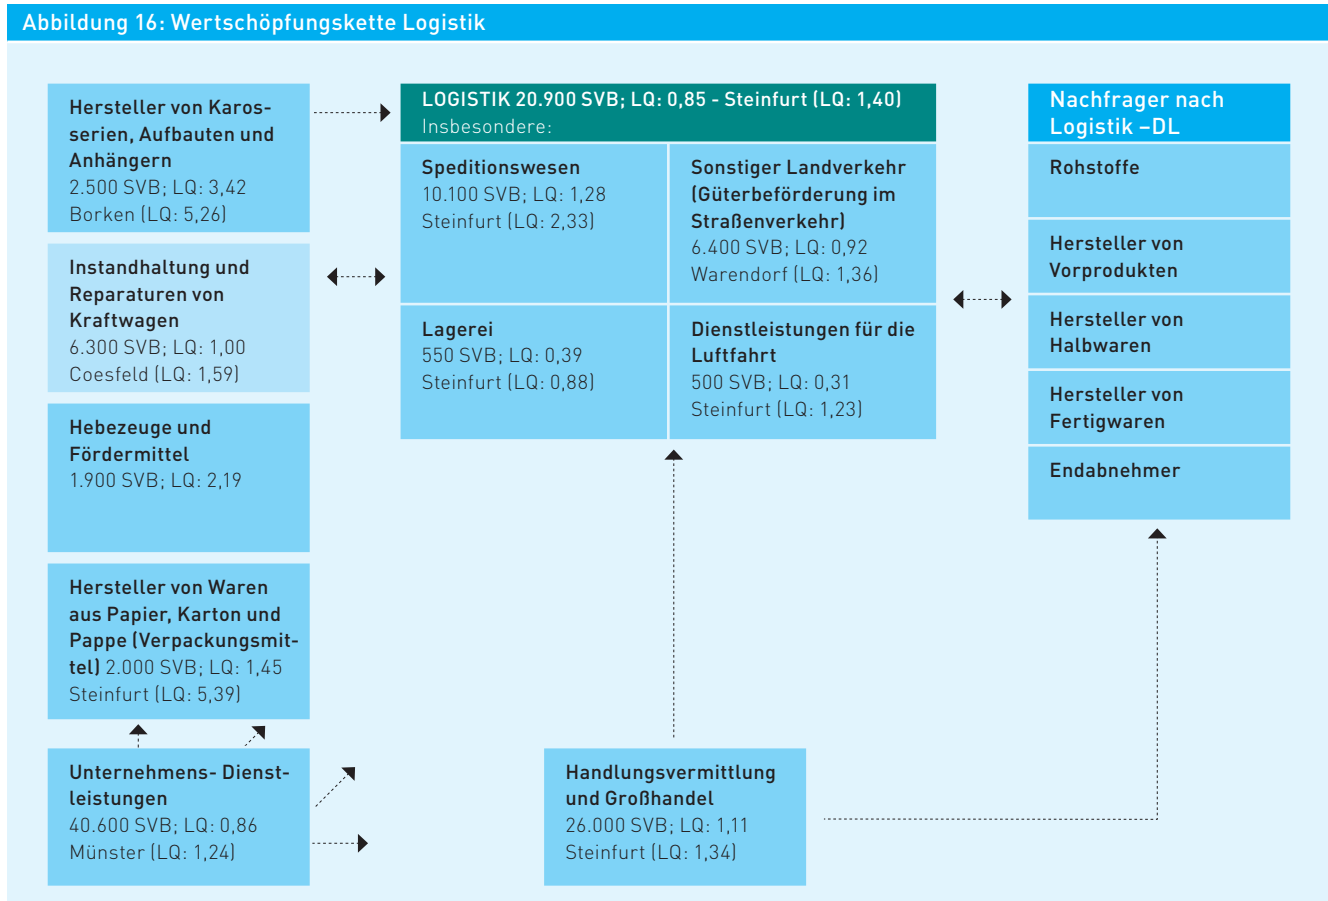 Abbildung 16: Wertschöpfungskette Logistik
Hersteller von Karos-
serien, Aufbauten und
Anhängern
2.500 SVB; LQ: 3,42
Borken (LQ: 5,26)
Instandhaltung und
Reparaturen von
Kraftwagen
6.300 SVB; LQ: 1,00
Coesfeld (LQ: 1,59)
Hebezeuge und
Fördermittel
1.900 SVB; LQ: 2,19
Hersteller von Waren
aus Papier, Karton und
Pappe (Verpackungsmit-
tel) 2.000 SVB; LQ: 1,45
Steinfurt (LQ: 5,39)
Unternehmens- Dienst-
leistungen
40.600 SVB; LQ: 0,86
Münster (LQ: 1,24)
LOGISTIK 20.900 SVB; LQ: 0,85 - Steinfurt (LQ: 1,40)
Insbesondere:
Speditionswesen
10.100 SVB; LQ: 1,28
Steinfurt (LQ: 2,33)
Sonstiger Landverkehr
(Güterbeförderung im
Straßenverkehr)
6.400 SVB; LQ: 0,92
Warendorf (LQ: 1,36)
Lagerei
550 SVB; LQ: 0,39
Steinfurt (LQ: 0,88)
Dienstleistungen für die
Luftfahrt
500 SVB; LQ: 0,31
Steinfurt (LQ: 1,23)
Handlungsvermittlung
und Großhandel
26.000 SVB; LQ: 1,11
Steinfurt (LQ: 1,34)
Nachfrager nach
Logistik –DL
Rohstoffe
Hersteller von
Vorprodukten
Hersteller von
Halbwaren
Hersteller von
Fertigwaren
Endabnehmer